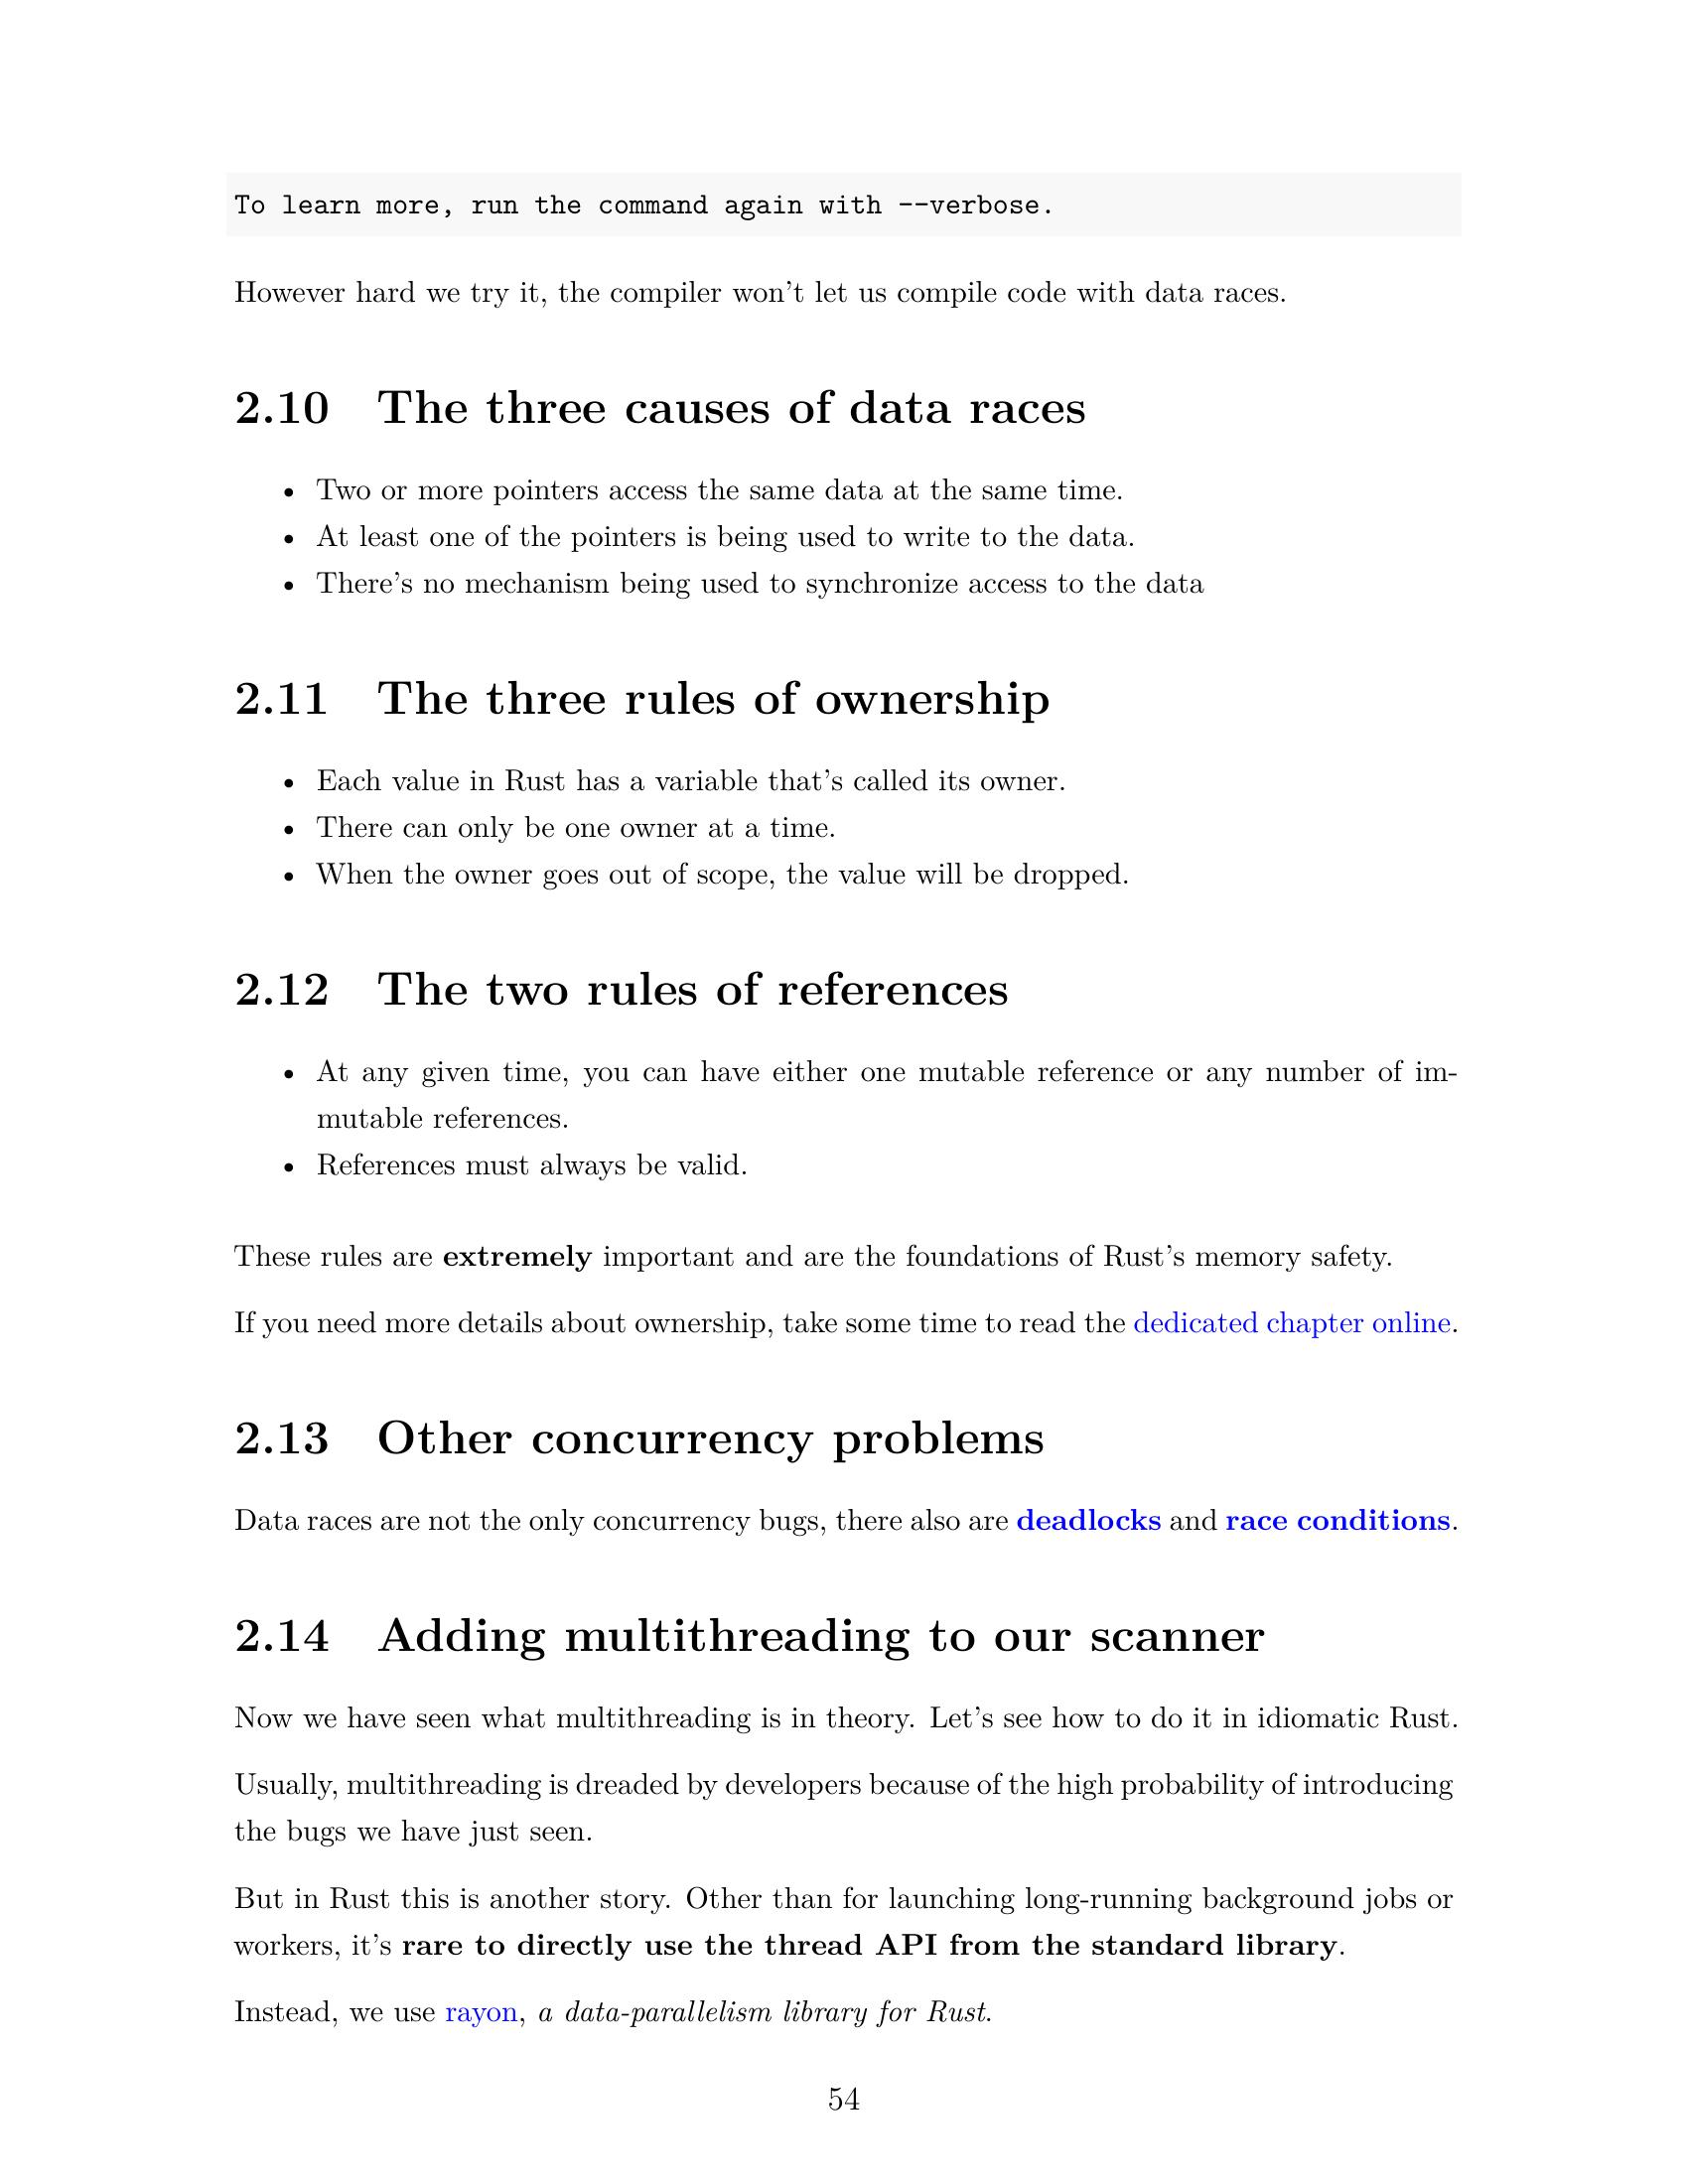 To learn more, run the command again with --verbose.
However hard we try it, the compiler won't let us compile code with data races.
2.10 The three causes of data races
• Two or more pointers access the same data at the same time.
• At least one of the pointers is being used to write to the data.
• There's no mechanism being used to synchronize access to the data
2.11 The three rules of ownership
• Each value in Rust has a variable that's called its owner.
• There can only be one owner at a time.
• When the owner goes out of scope, the value will be dropped.
2.12 The two rules of references
• At any given time, you can have either one mutable reference or any number of im-
mutable references.
• References must always be valid.
These rules are extremely important and are the foundations of Rust's memory safety.
If you need more details about ownership, take some time to read the dedicated chapter online.
2.13 Other concurrency problems
Data races are not the only concurrency bugs, there also are deadlocks and race conditions.
2.14 Adding multithreading to our scanner
Now we have seen what multithreading is in theory. Let's see how to do it in idiomatic Rust.
Usually, multithreading is dreaded by developers because of the high probability of introducing
the bugs we have just seen.
But in Rust this is another story. Other than for launching long-running background jobs or
workers, it's rare to directly use the thread API from the standard library.
Instead, we use rayon, a data-parallelism library for Rust.
54